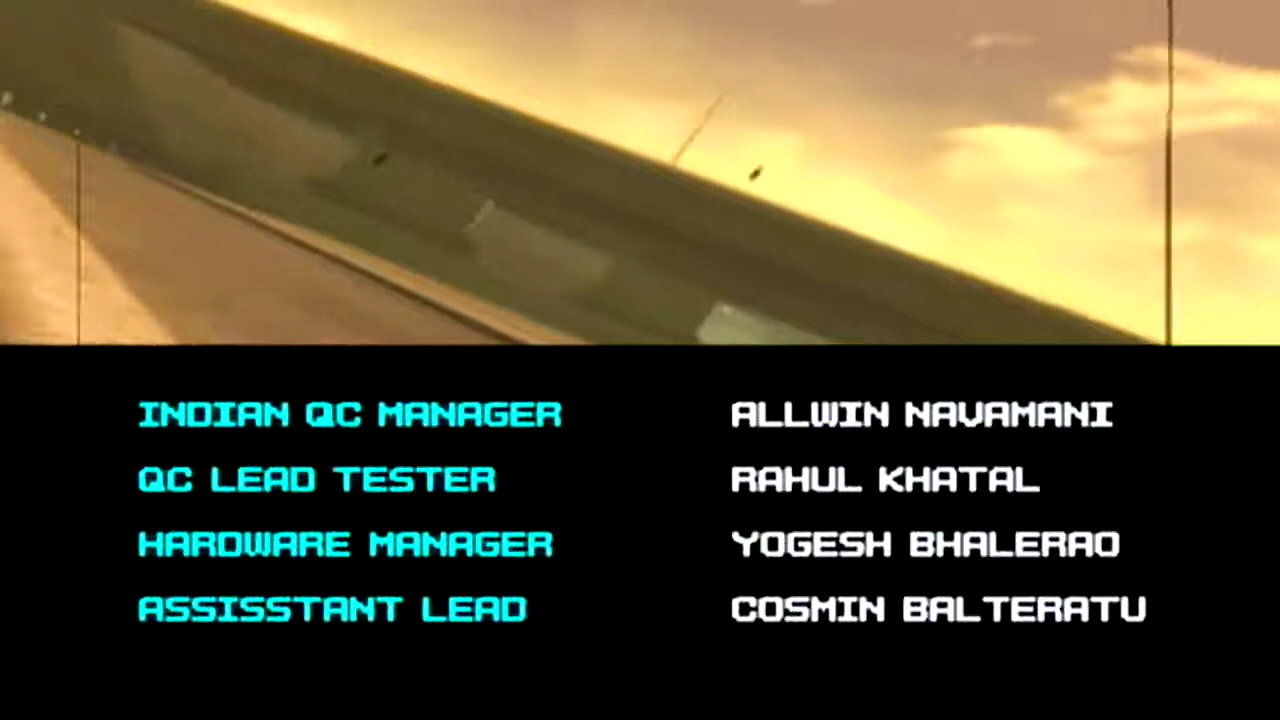 INDIAN QC MANAGER ALLWIN NAVAMANI
QC LEAD TESTER RAHUL KHATAL
HARDWARE MANAGER YOGESH BHALERAO
ASSISSTANT LEAD COSMIN BALTERATU